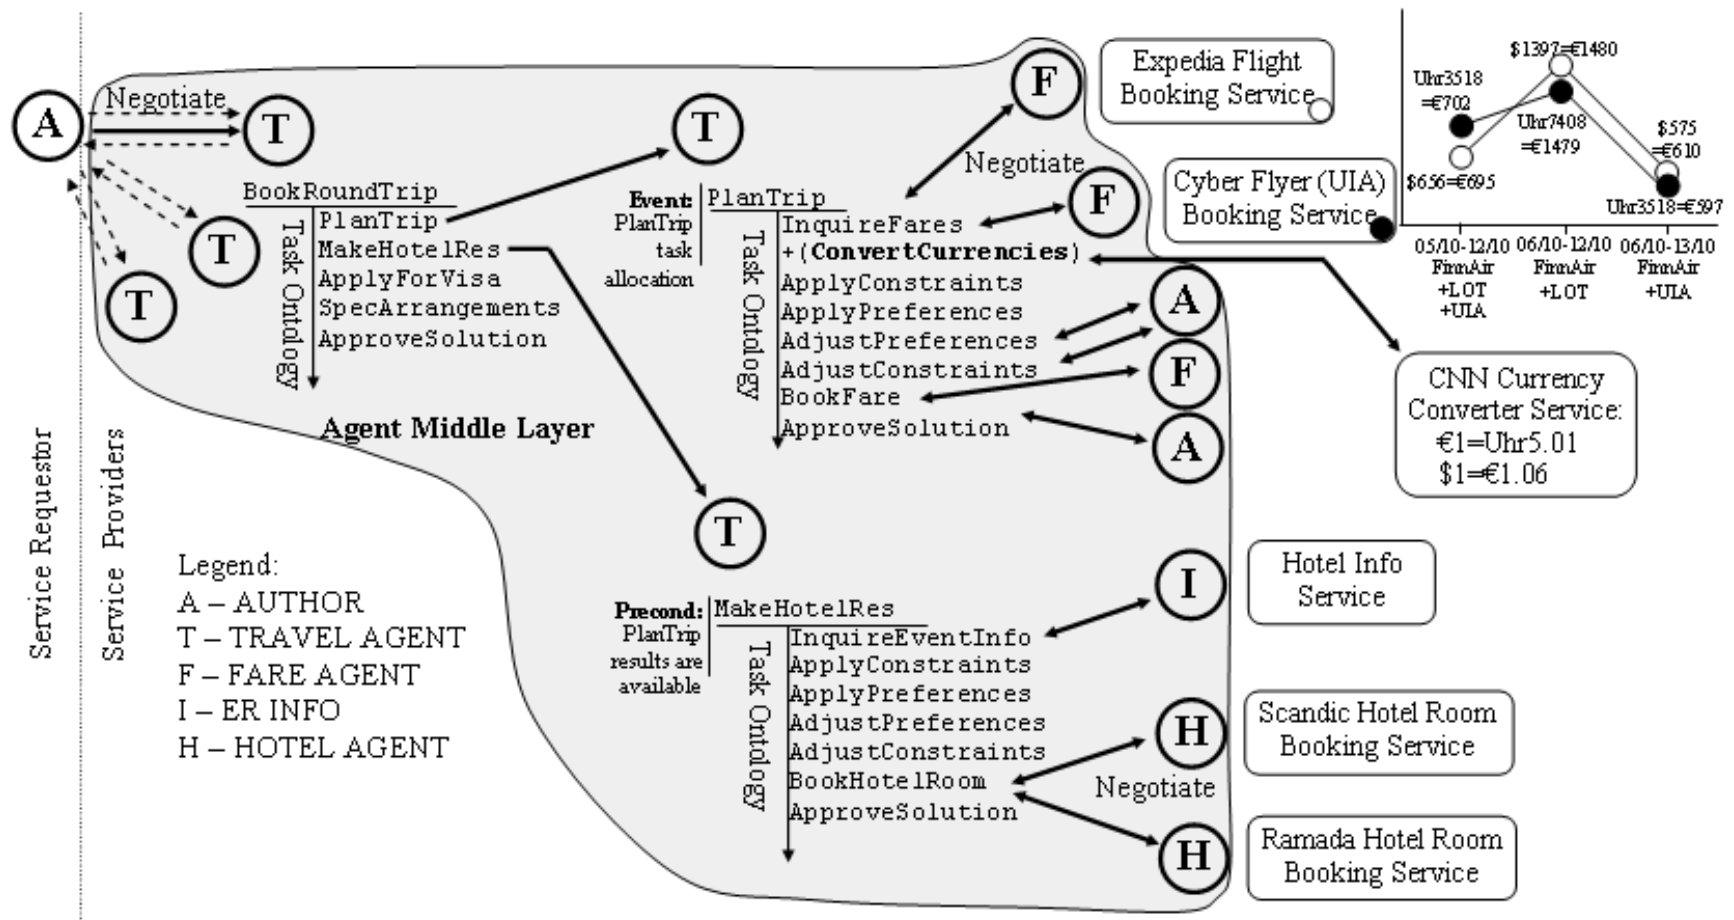 A
Negotiate
T
T
T
BookRoundTrip
PlanTrip
MakeHotelRes
ApplyForVisa
SpecArrangements
ApproveSolution
Task Ontology
Agent Middle Layer
Service Requestor
Service Providers
Legend:
A – AUTHOR
T – TRAVEL AGENT
F – FARE AGENT
I – ER INFO
H – HOTEL AGENT
T
Event:
PlanTrip
task
allocation
PlanTrip
InquireFares
+(ConvertCurrencies)
ApplyConstraints
ApplyPreferences
AdjustPreferences
AdjustConstraints
BookFare
ApproveSolution
Task Ontology
F
Negotiate
F
A
F
A
T
Precond:
PlanTrip
results are
available
MakeHotelRes
InquireEventInfo
ApplyConstraints
ApplyPreferences
AdjustPreferences
AdjustConstraints
BookHotelRoom
ApproveSolution
Task Ontology
I
H
Negotiate
H
Expedia Flight
Booking Service
Cyber Flyer (UIA)
Booking Service
$1397=€1480
Uhr3518
=€702
Uhr7408
=€1479
$575
=€610
$656=€695
Uhr3518=€597
05/10-12/10
FinnAir
+LOT
+UIA
06/10-12/10
FinnAir
+LOT
06/10-13/10
FinnAir
+UIA
CNN Currency
Converter Service:
€1=Uhr5.01
$1=€1.06
Hotel Info
Service
Scandic Hotel Room
Booking Service
Ramada Hotel Room
Booking Service